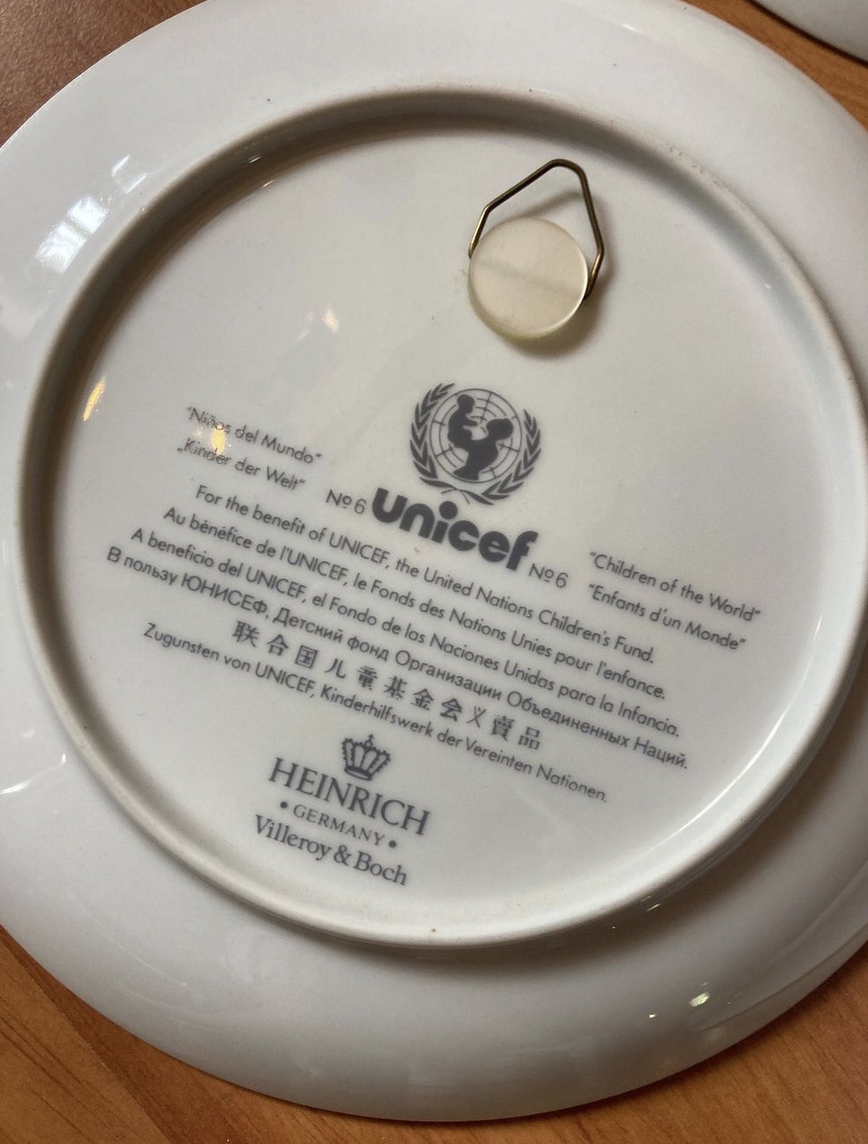 "Niños del Mundo"
„Kinder der Welt"
Nº 6 unicef Nº 6
"Children of the World"
"Enfants d'un Monde"
For the benefit of UNICEF, the United Nations Children's Fund.
Au bénéfice de l'UNICEF, le Fonds des Nations Unies pour l'enfance.
A beneficio del UNICEF, el Fondo de las Naciones Unidas para la Infancia.
В пользу ЮНИСЕФ, Детский фонд Организации Объединенных Наций.
联合国儿童基金会义賣品
Zugunsten von UNICEF, Kinderhilfswerk der Vereinten Nationen.
HEINRICH
• GERMANY •
Villeroy & Boch